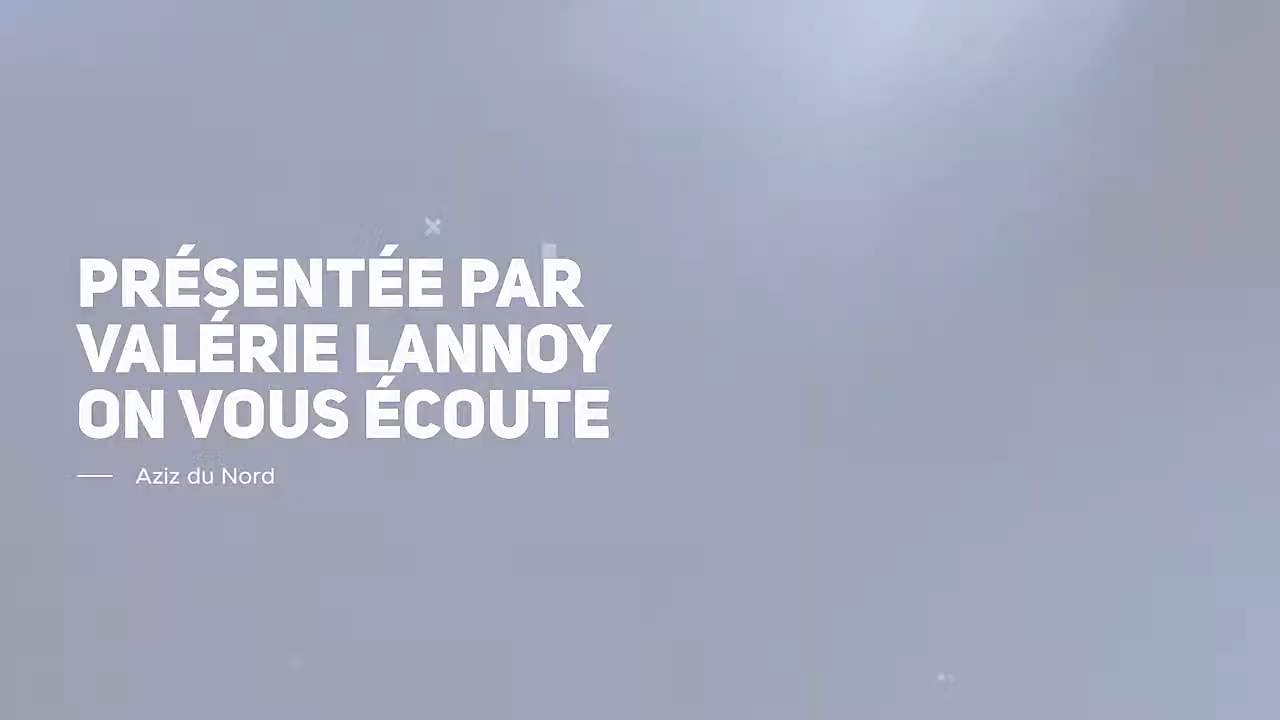 PRÉSENTÉE PAR
VALÉRIE LANNOY
ON VOUS ÉCOUTE
Aziz du Nord